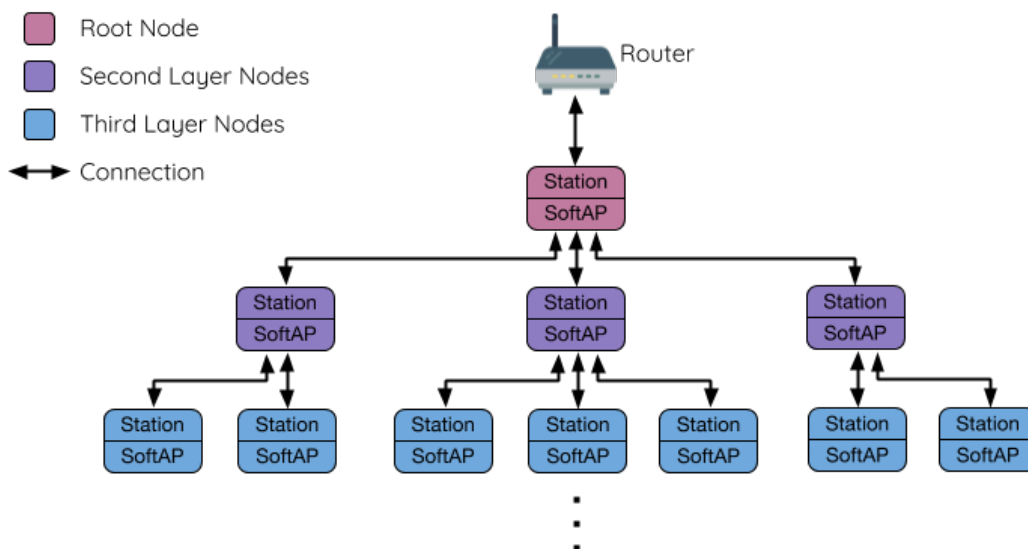 Root Node
Second Layer Nodes
Third Layer Nodes
Connection
Router
Station
SoftAP
Station
SoftAP
Station
SoftAP
Station
SoftAP
Station
SoftAP
Station
SoftAP
Station
SoftAP
Station
SoftAP
Station
SoftAP
Station
SoftAP
Station
SoftAP